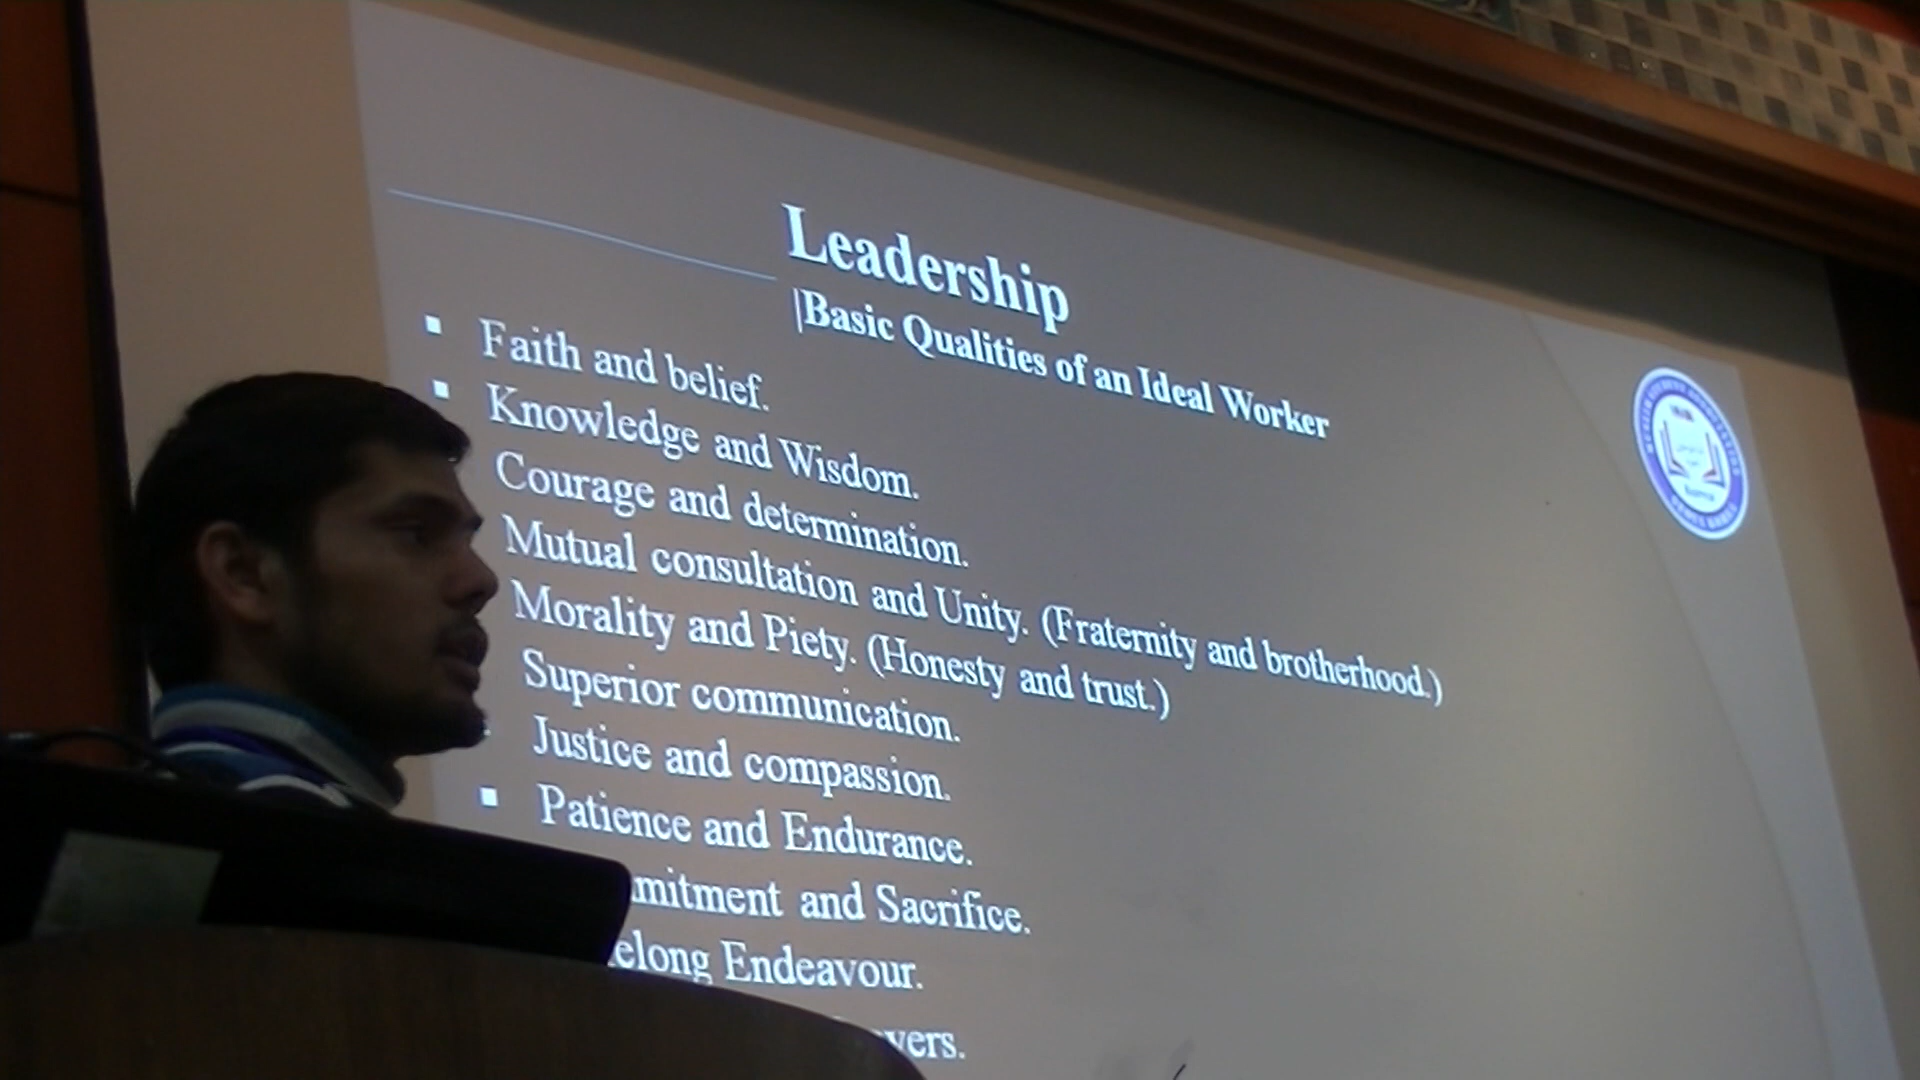 Leadership
|Basic Qualities of an Ideal Worker
Faith and belief.
Knowledge and Wisdom.
Courage and determination.
Mutual consultation and Unity. (Fraternity and brotherhood.)
Morality and Piety. (Honesty and trust.)
Superior communication.
Justice and compassion.
Patience and Endurance.
mitment and Sacrifice.
elong Endeavour.